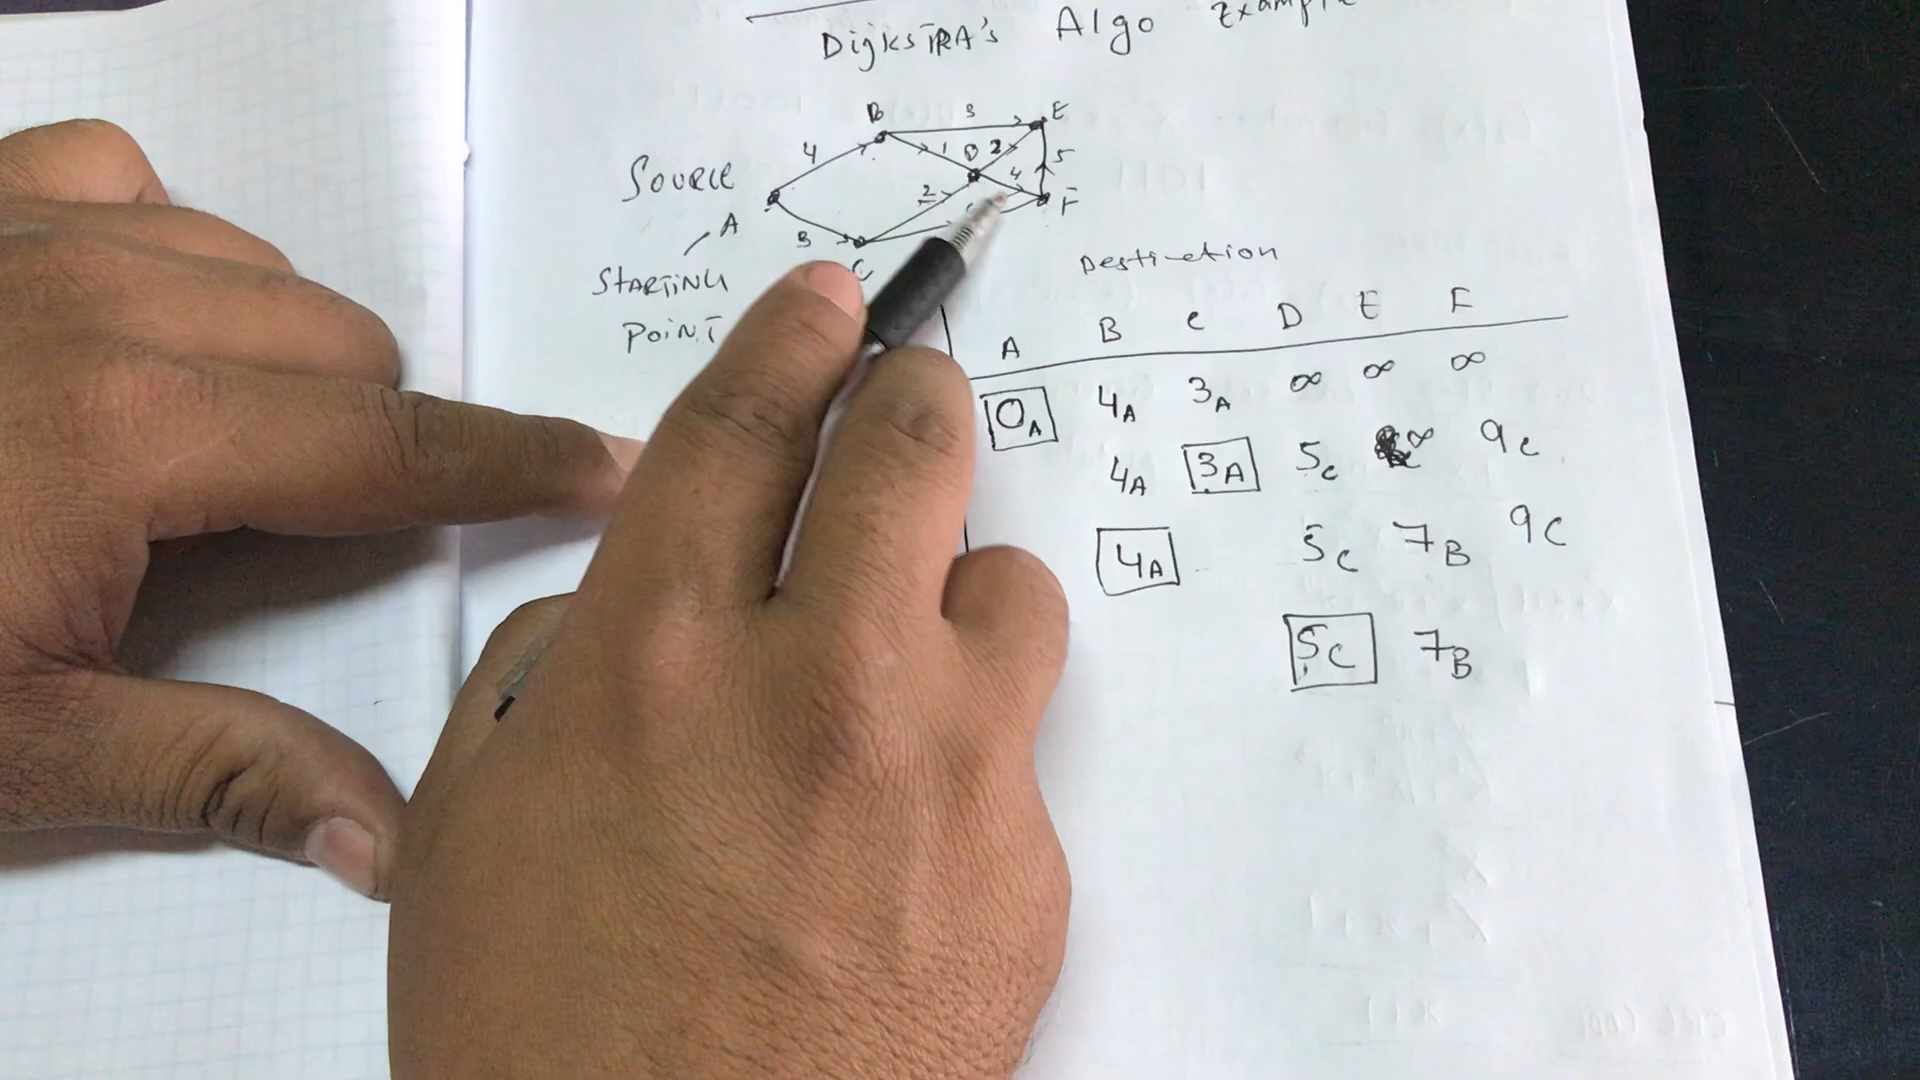 DijksTRA's Algo Example
B 3 E
4 1 D 2 5
Source
2 4 F
A 3
C
STARTING
POINT
Destinetion
A B C D E F
0A 4A 3A ∞ ∞ ∞
4A 3A 5C ∞ 9C
4A 5C 7B 9C
5C 7B